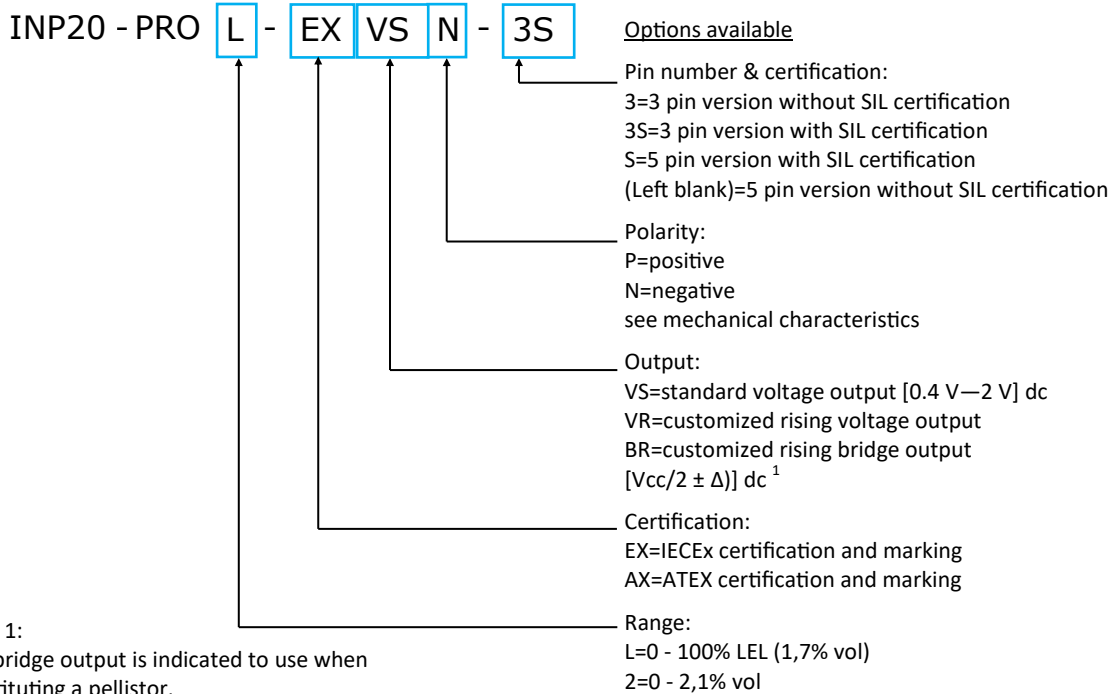 INP20 - PRO L - EX VS N - 3S
Options available
Pin number & certification:
3=3 pin version without SIL certification
3S=3 pin version with SIL certification
S=5 pin version with SIL certification
(Left blank)=5 pin version without SIL certification
Polarity:
P=positive
N=negative
see mechanical characteristics
Output:
VS=standard voltage output [0.4 V—2 V] dc
VR=customized rising voltage output
BR=customized rising bridge output
[Vcc/2 ± Δ)] dc 1
Certification:
EX=IECEx certification and marking
AX=ATEX certification and marking
Range:
L=0 - 100% LEL (1,7% vol)
2=0 - 2,1% vol
1:
bridge output is indicated to use when
tituting a pellistor.